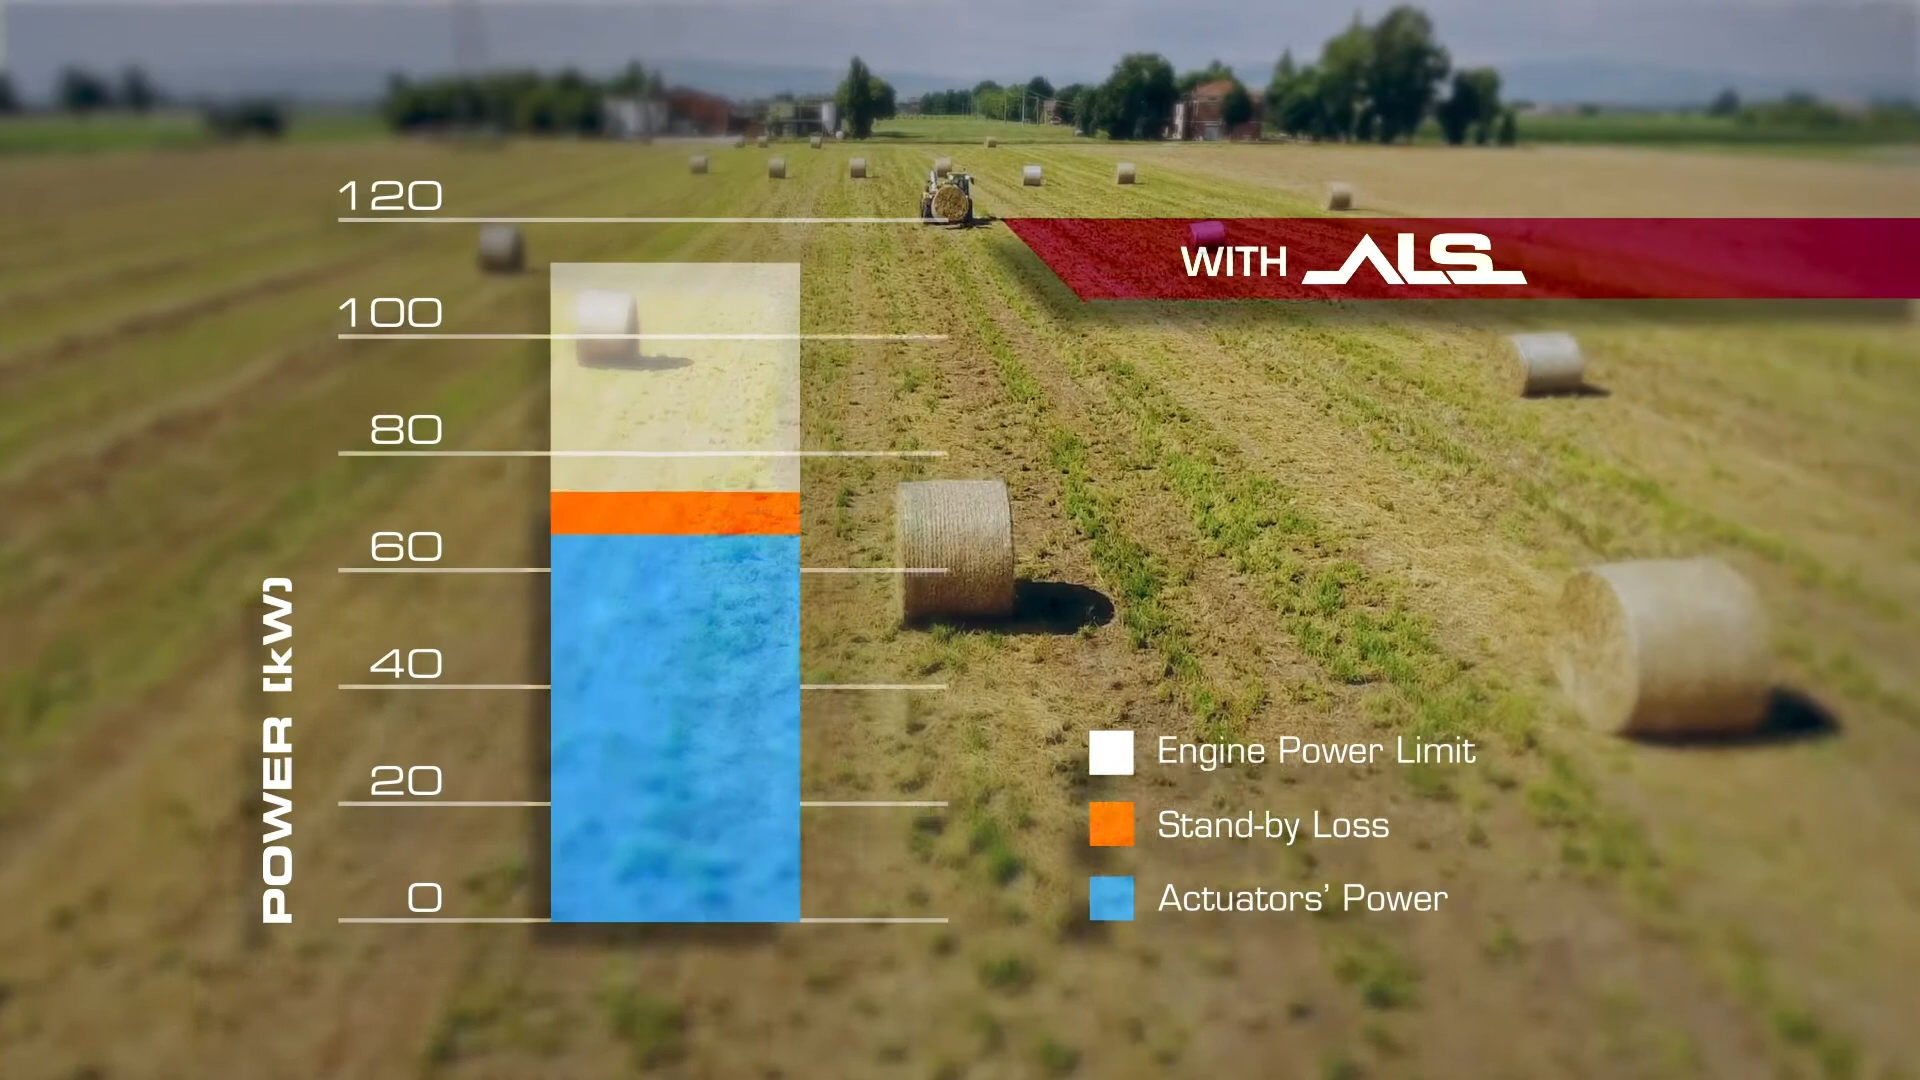 120
WITH ALS
100
80
60
40
20
0
POWER [kW]
Engine Power Limit
Stand-by Loss
Actuators’ Power